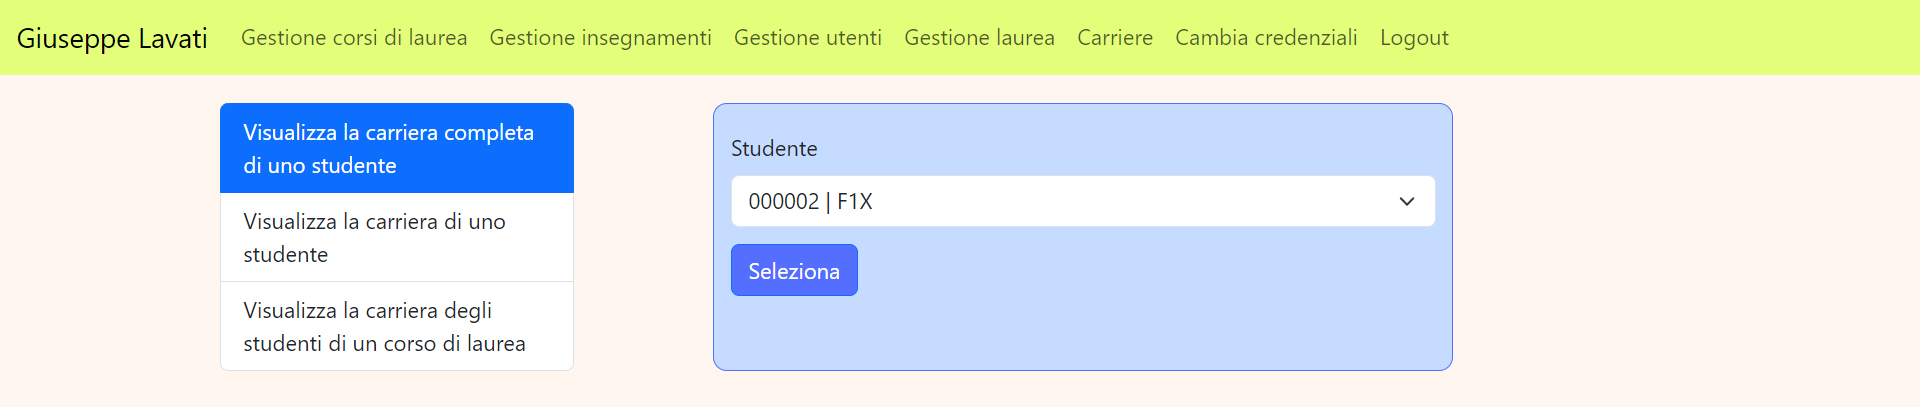 Giuseppe Lavati Gestione corsi di laurea Gestione insegnamenti Gestione utenti Gestione laurea Carriere Cambia credenziali Logout
Visualizza la carriera completa
di uno studente
Visualizza la carriera di uno
studente
Visualizza la carriera degli
studenti di un corso di laurea
Studente
000002 | F1X
Seleziona